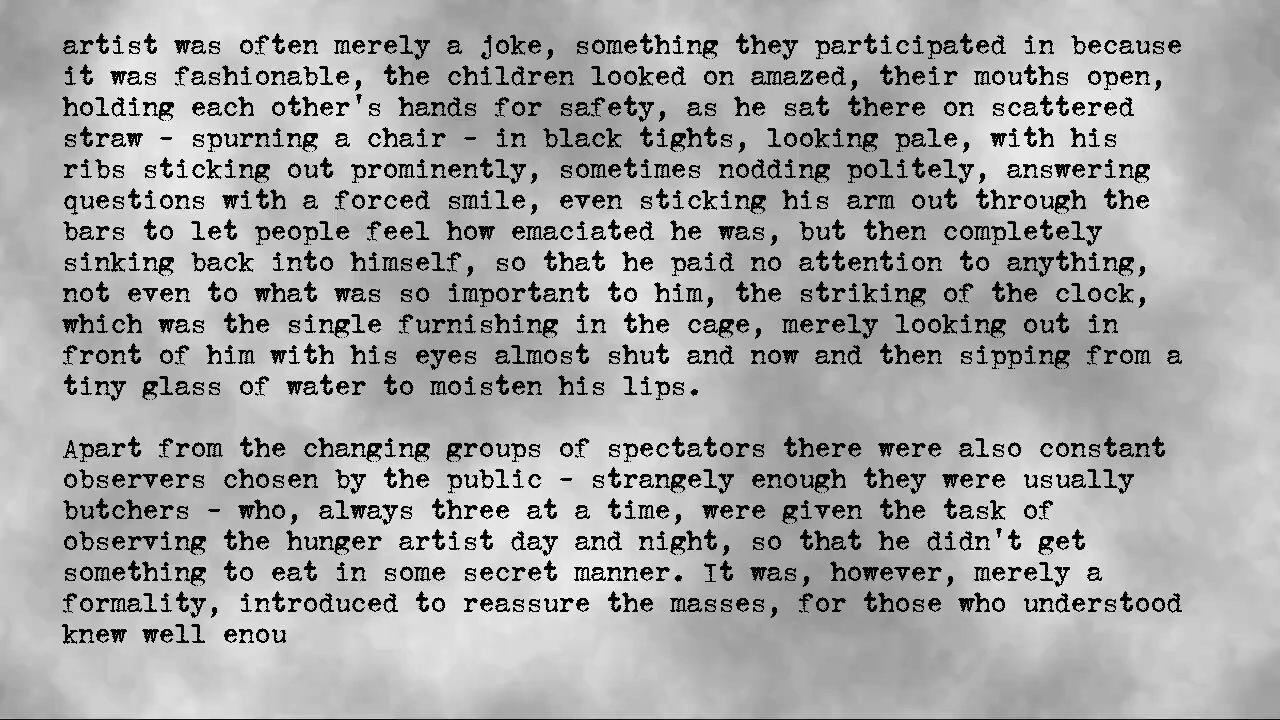 artist was often merely a joke, something they participated in because
it was fashionable, the children looked on amazed, their mouths open,
holding each other's hands for safety, as he sat there on scattered
straw - spurning a chair - in black tights, looking pale, with his
ribs sticking out prominently, sometimes nodding politely, answering
questions with a forced smile, even sticking his arm out through the
bars to let people feel how emaciated he was, but then completely
sinking back into himself, so that he paid no attention to anything,
not even to what was so important to him, the striking of the clock,
which was the single furnishing in the cage, merely looking out in
front of him with his eyes almost shut and now and then sipping from a
tiny glass of water to moisten his lips.

Apart from the changing groups of spectators there were also constant
observers chosen by the public - strangely enough they were usually
butchers - who, always three at a time, were given the task of
observing the hunger artist day and night, so that he didn't get
something to eat in some secret manner. It was, however, merely a
formality, introduced to reassure the masses, for those who understood
knew well enou